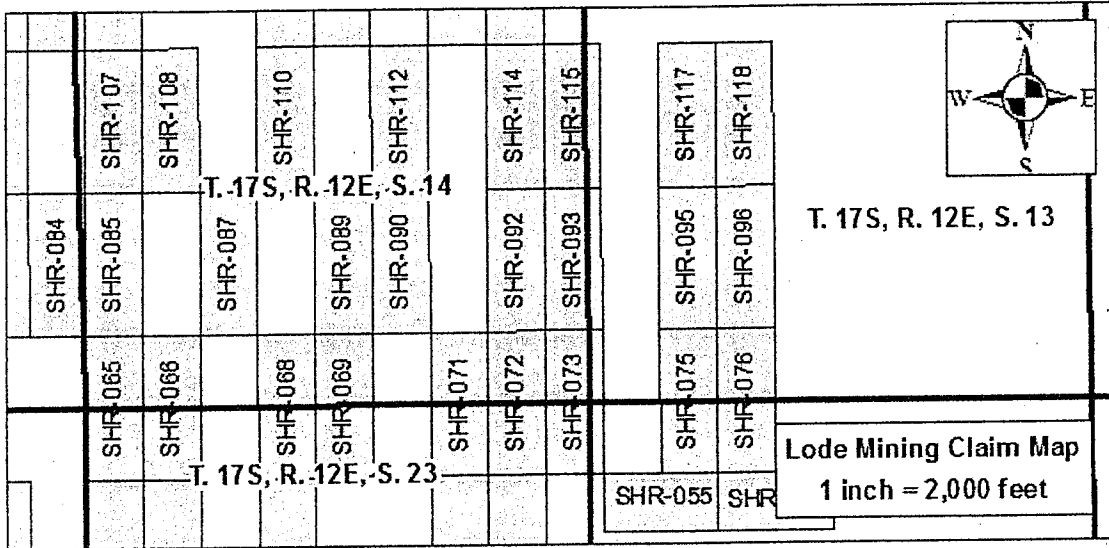 SHR-107
SHR-108
SHR-110
SHR-112
SHR-114
SHR-115
SHR-117
SHR-118
N
W
E
S
T. 17S, R. 12E, S. 14
T. 17S, R. 12E, S. 13
SHR-084
SHR-085
SHR-087
SHR-089
SHR-090
SHR-092
SHR-093
SHR-095
SHR-096
SHR-065
SHR-066
SHR-068
SHR-069
SHR-071
SHR-072
SHR-073
SHR-075
SHR-076
T. 17S, R. 12E, S. 23
Lode Mining Claim Map
1 inch = 2,000 feet
SHR-055
SHR